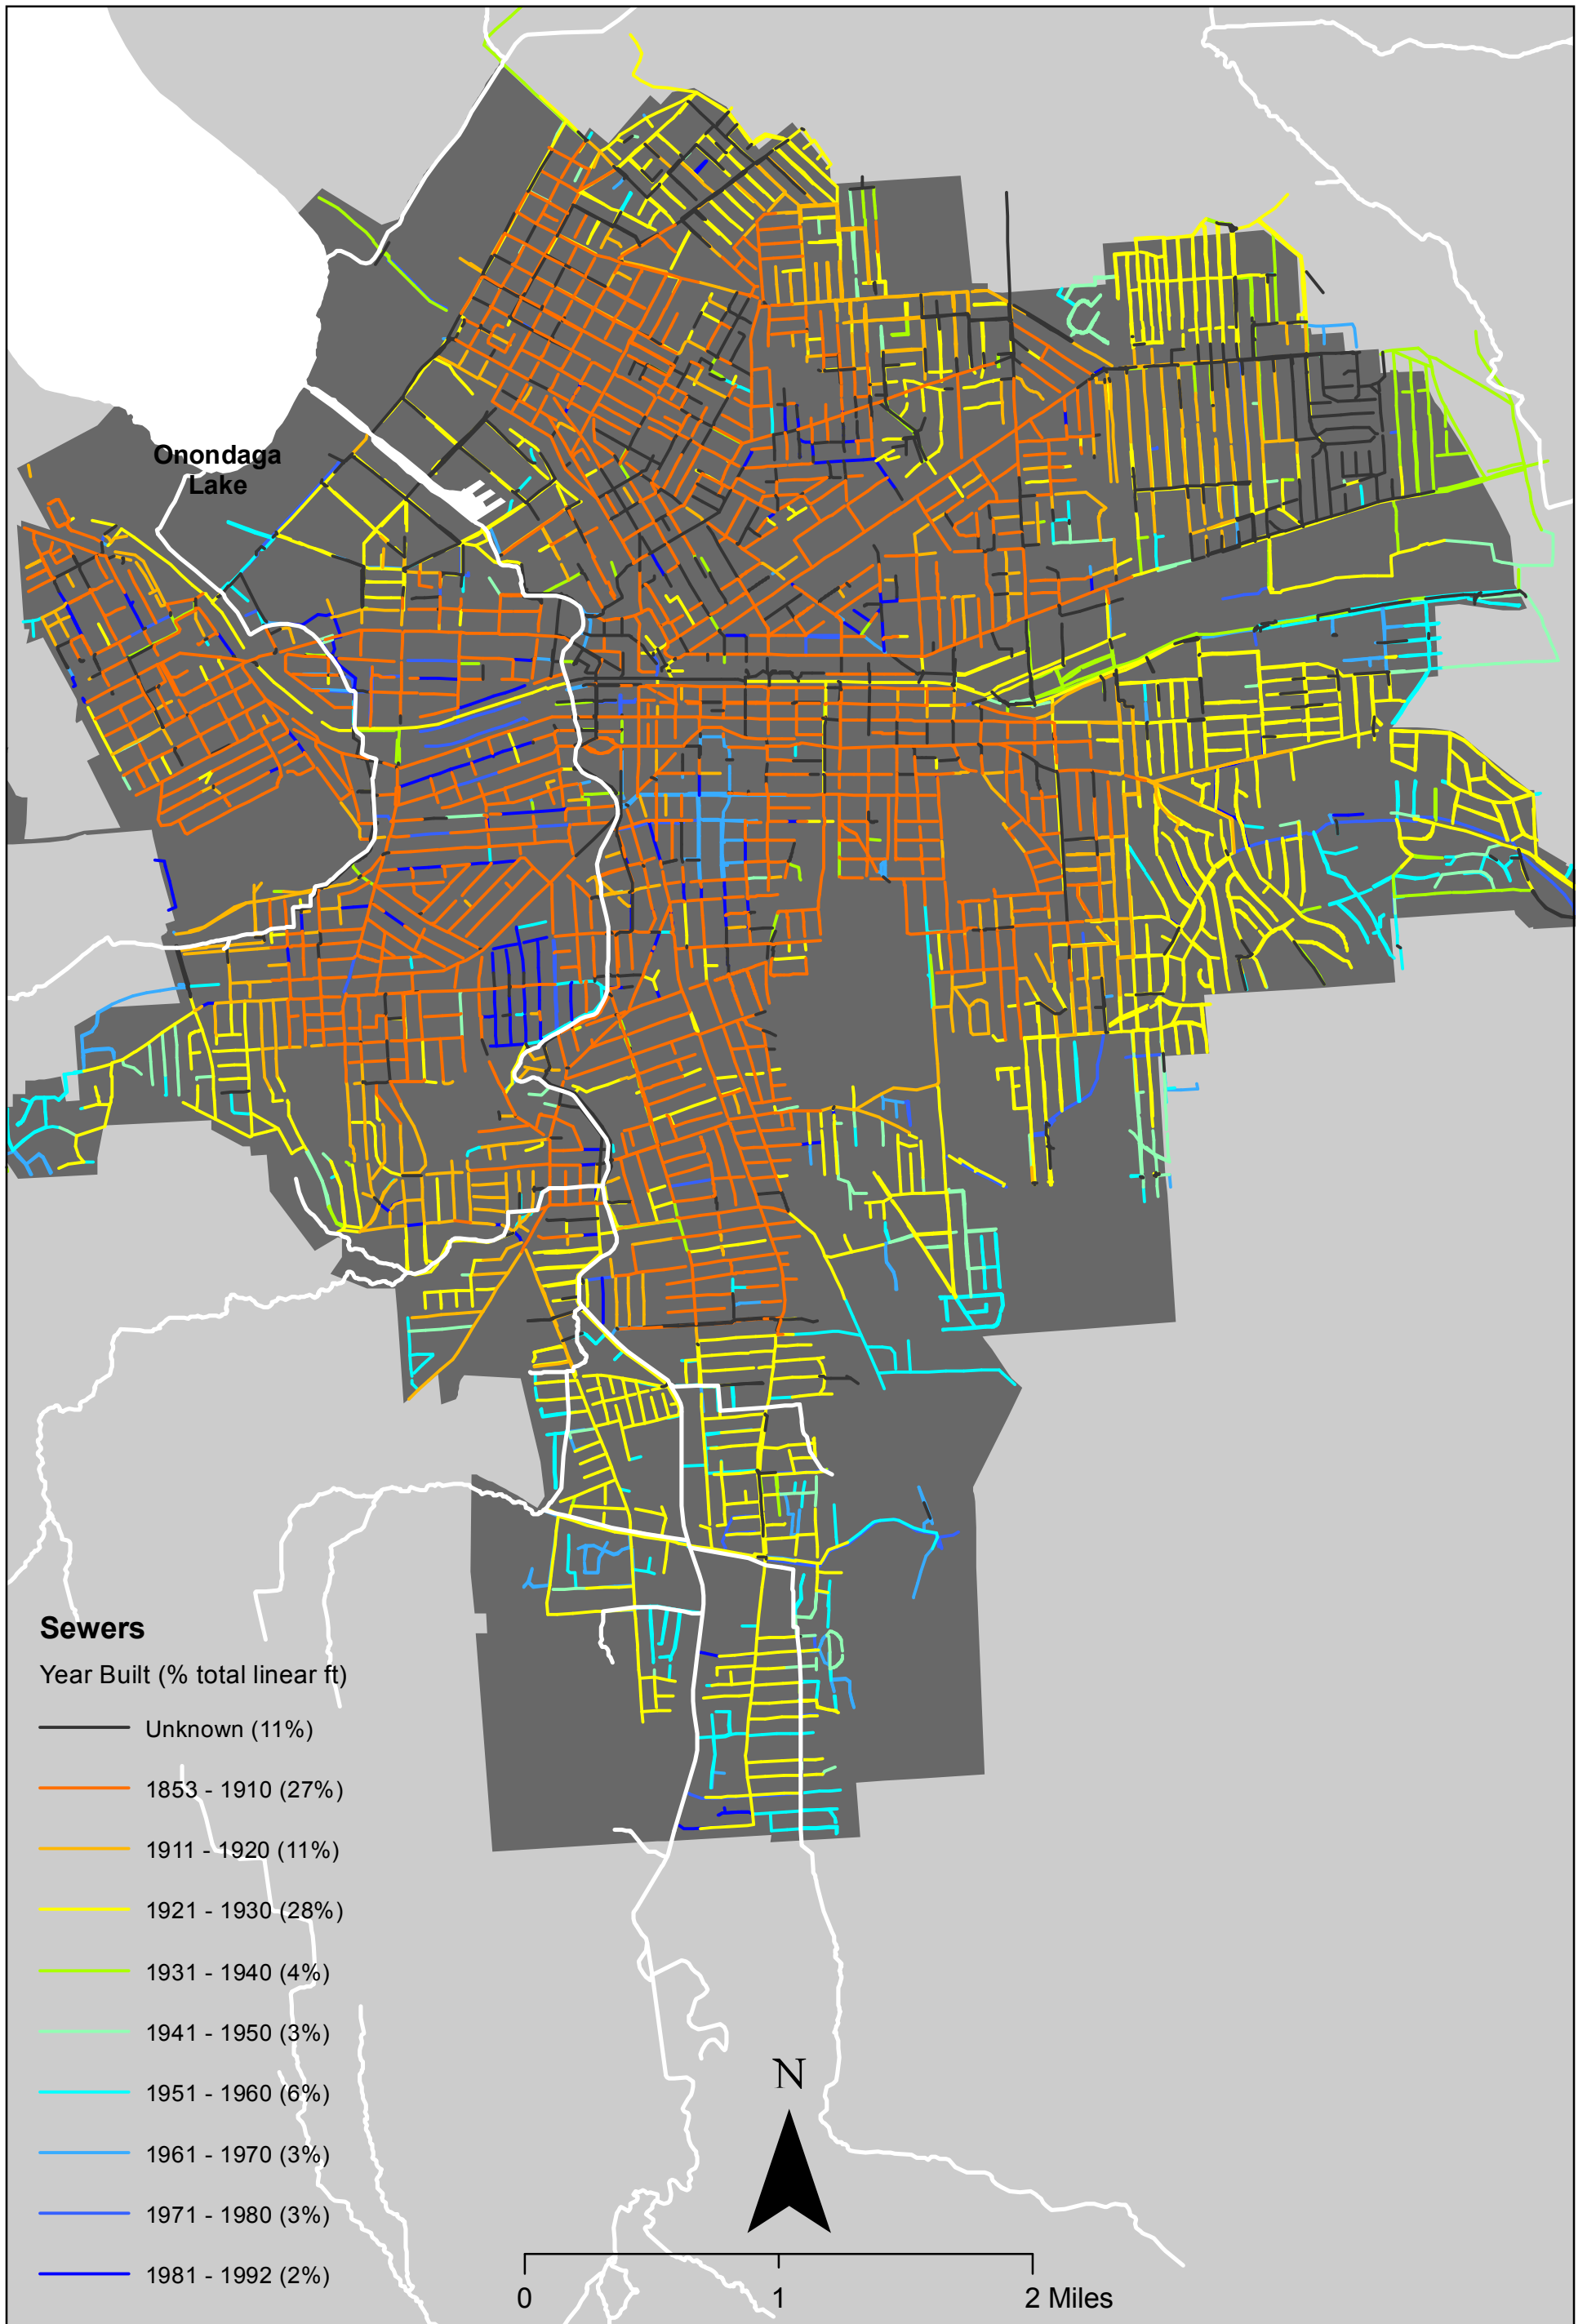 Onondaga
Lake
Sewers
Year Built (% total linear ft)
Unknown (11%)
1853 - 1910 (27%)
1911 - 1920 (11%)
1921 - 1930 (28%)
1931 - 1940 (4%)
1941 - 1950 (3%)
1951 - 1960 (6%)
1961 - 1970 (3%)
1971 - 1980 (3%)
1981 - 1992 (2%)
N
0 1 2 Miles